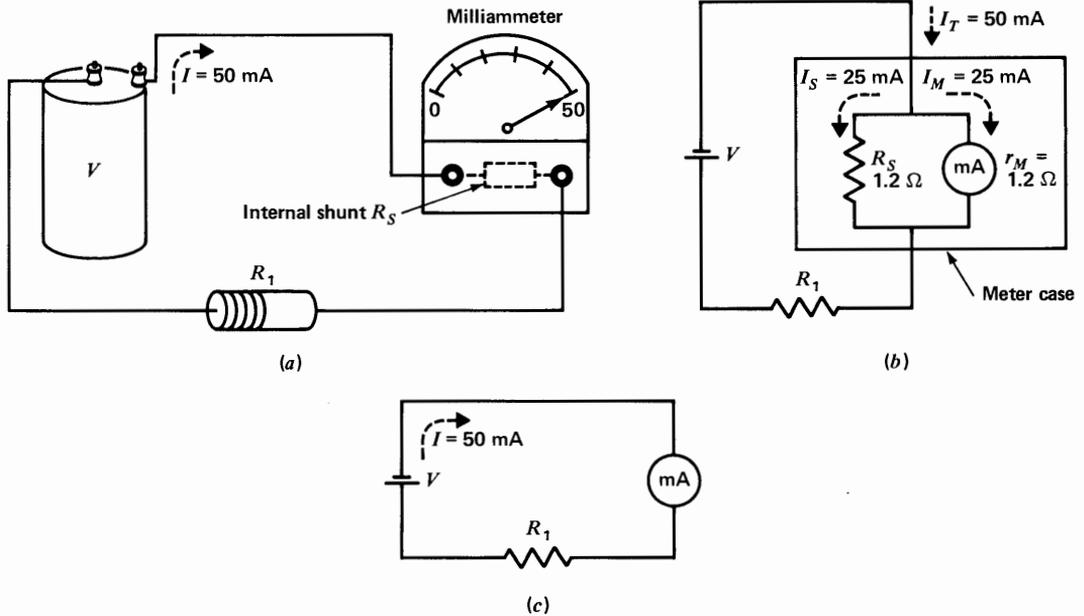 Milliammeter
I = 50 mA
0
50
V
Internal shunt R_S
R_1
(a)
I_T = 50 mA
I_S = 25 mA
I_M = 25 mA
V
R_S
1.2 Ω
mA
r_M =
1.2 Ω
R_1
Meter case
(b)
I = 50 mA
V
mA
R_1
(c)